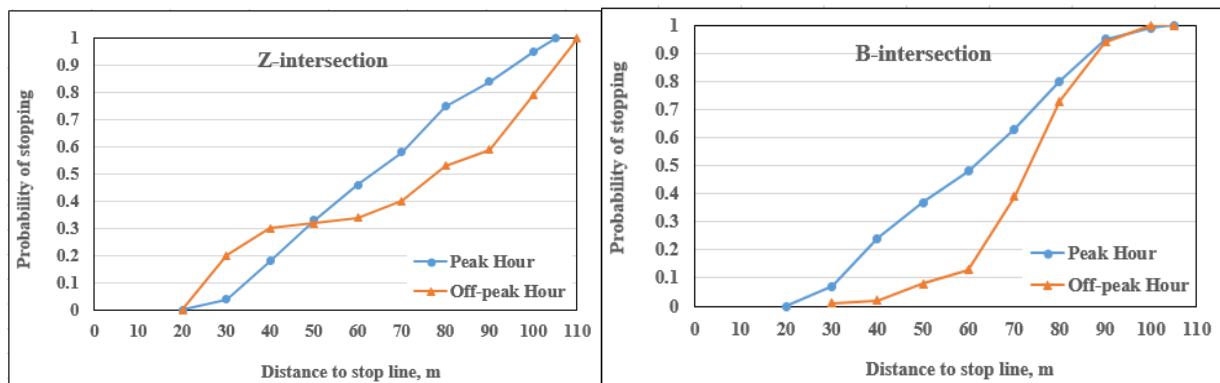 Z-intersection
Probability of stopping
1
0.9
0.8
0.7
0.6
0.5
0.4
0.3
0.2
0.1
0
Peak Hour
Off-peak Hour
0 10 20 30 40 50 60 70 80 90 100 110
Distance to stop line, m
B-intersection
Probability of stopping
1
0.9
0.8
0.7
0.6
0.5
0.4
0.3
0.2
0.1
0
Peak Hour
Off-peak Hour
0 10 20 30 40 50 60 70 80 90 100 110
Distance to stop line, m